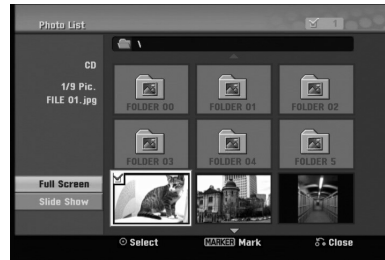 Photo List
1
\
CD
1/9 Pic.
FILE 01.jpg
FOLDER 00
FOLDER 01
FOLDER 02
FOLDER 03
FOLDER 04
FOLDER 5
Full Screen
Slide Show
Select
MARKER Mark
Close